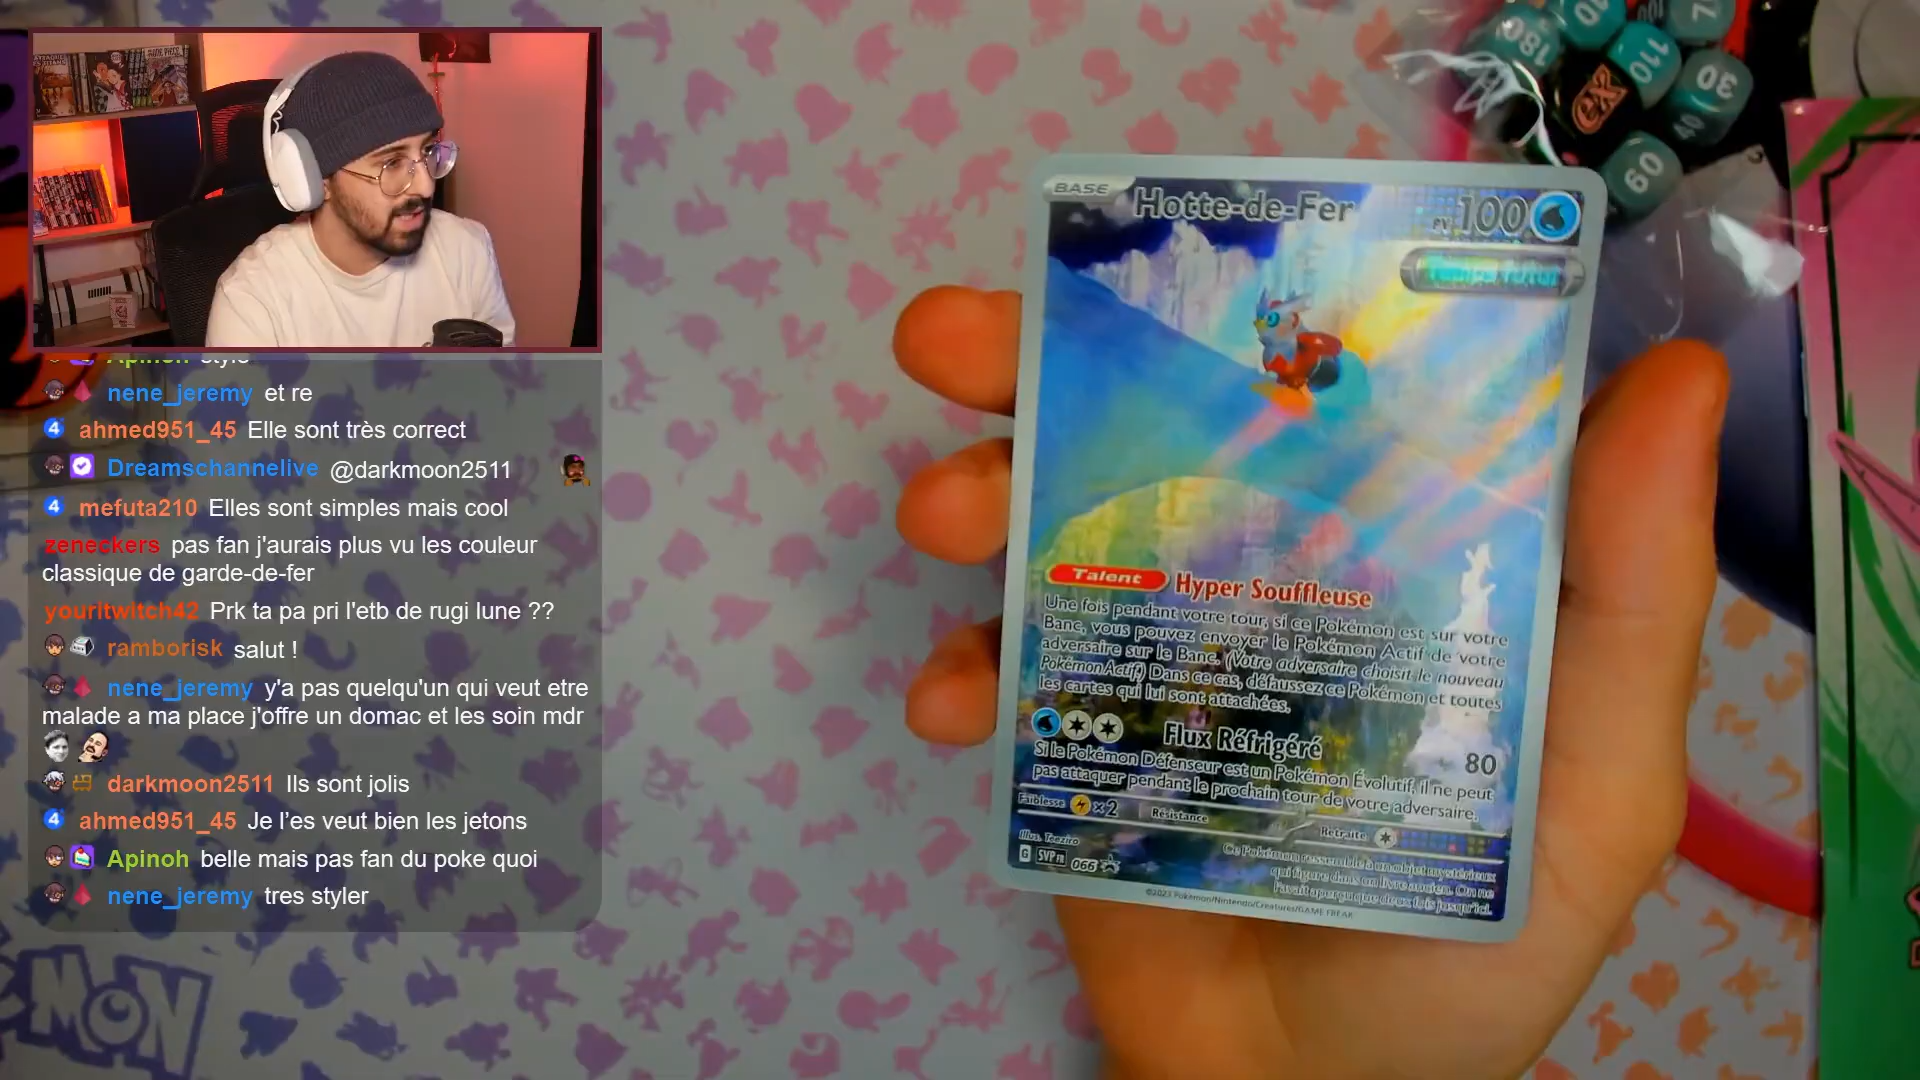 nene_jeremy et re
ahmed951_45 Elle sont très correct
Dreamschannelive @darkmoon2511
mefuta210 Elles sont simples mais cool
zeneckers pas fan j'aurais plus vu les couleur
classique de garde-de-fer
youritwitch42 Prk ta pa pri l'etb de rugi lune ??
ramborisk salut !
nene_jeremy y'a pas quelqu'un qui veut etre
malade a ma place j'offre un domac et les soin mdr
darkmoon2511 Ils sont jolis
ahmed951_45 Je l'es veut bien les jetons
Apinoh belle mais pas fan du poke quoi
nene_jeremy tres styler
BASE Hotte-de-Fer PV 100
Talent Hyper Souffleuse
Une fois pendant votre tour, si ce Pokémon est sur votre
Banc, vous pouvez envoyer le Pokémon Actif de votre
adversaire sur le Banc. (Votre adversaire choisit le nouveau
Pokémon Actif.) Dans ce cas, défaussez ce Pokémon et toutes
les cartes qui lui sont attachées.
Flux Réfrigéré 80
Si le Pokémon Défenseur est un Pokémon Évolutif, il ne peut
pas attaquer pendant le prochain tour de votre adversaire.
Faiblesse x2 Résistance Retraite
Illus. Teeziro
G SVP FR 066
Ce Pokémon ressemble à un objet mystérieux
qui figure dans un livre ancien. On ne
l'avait aperçu que deux fois jusqu'ici.
©2023 Pokémon/Nintendo/Creatures/GAME FREAK
180
110
30
40
60
ex